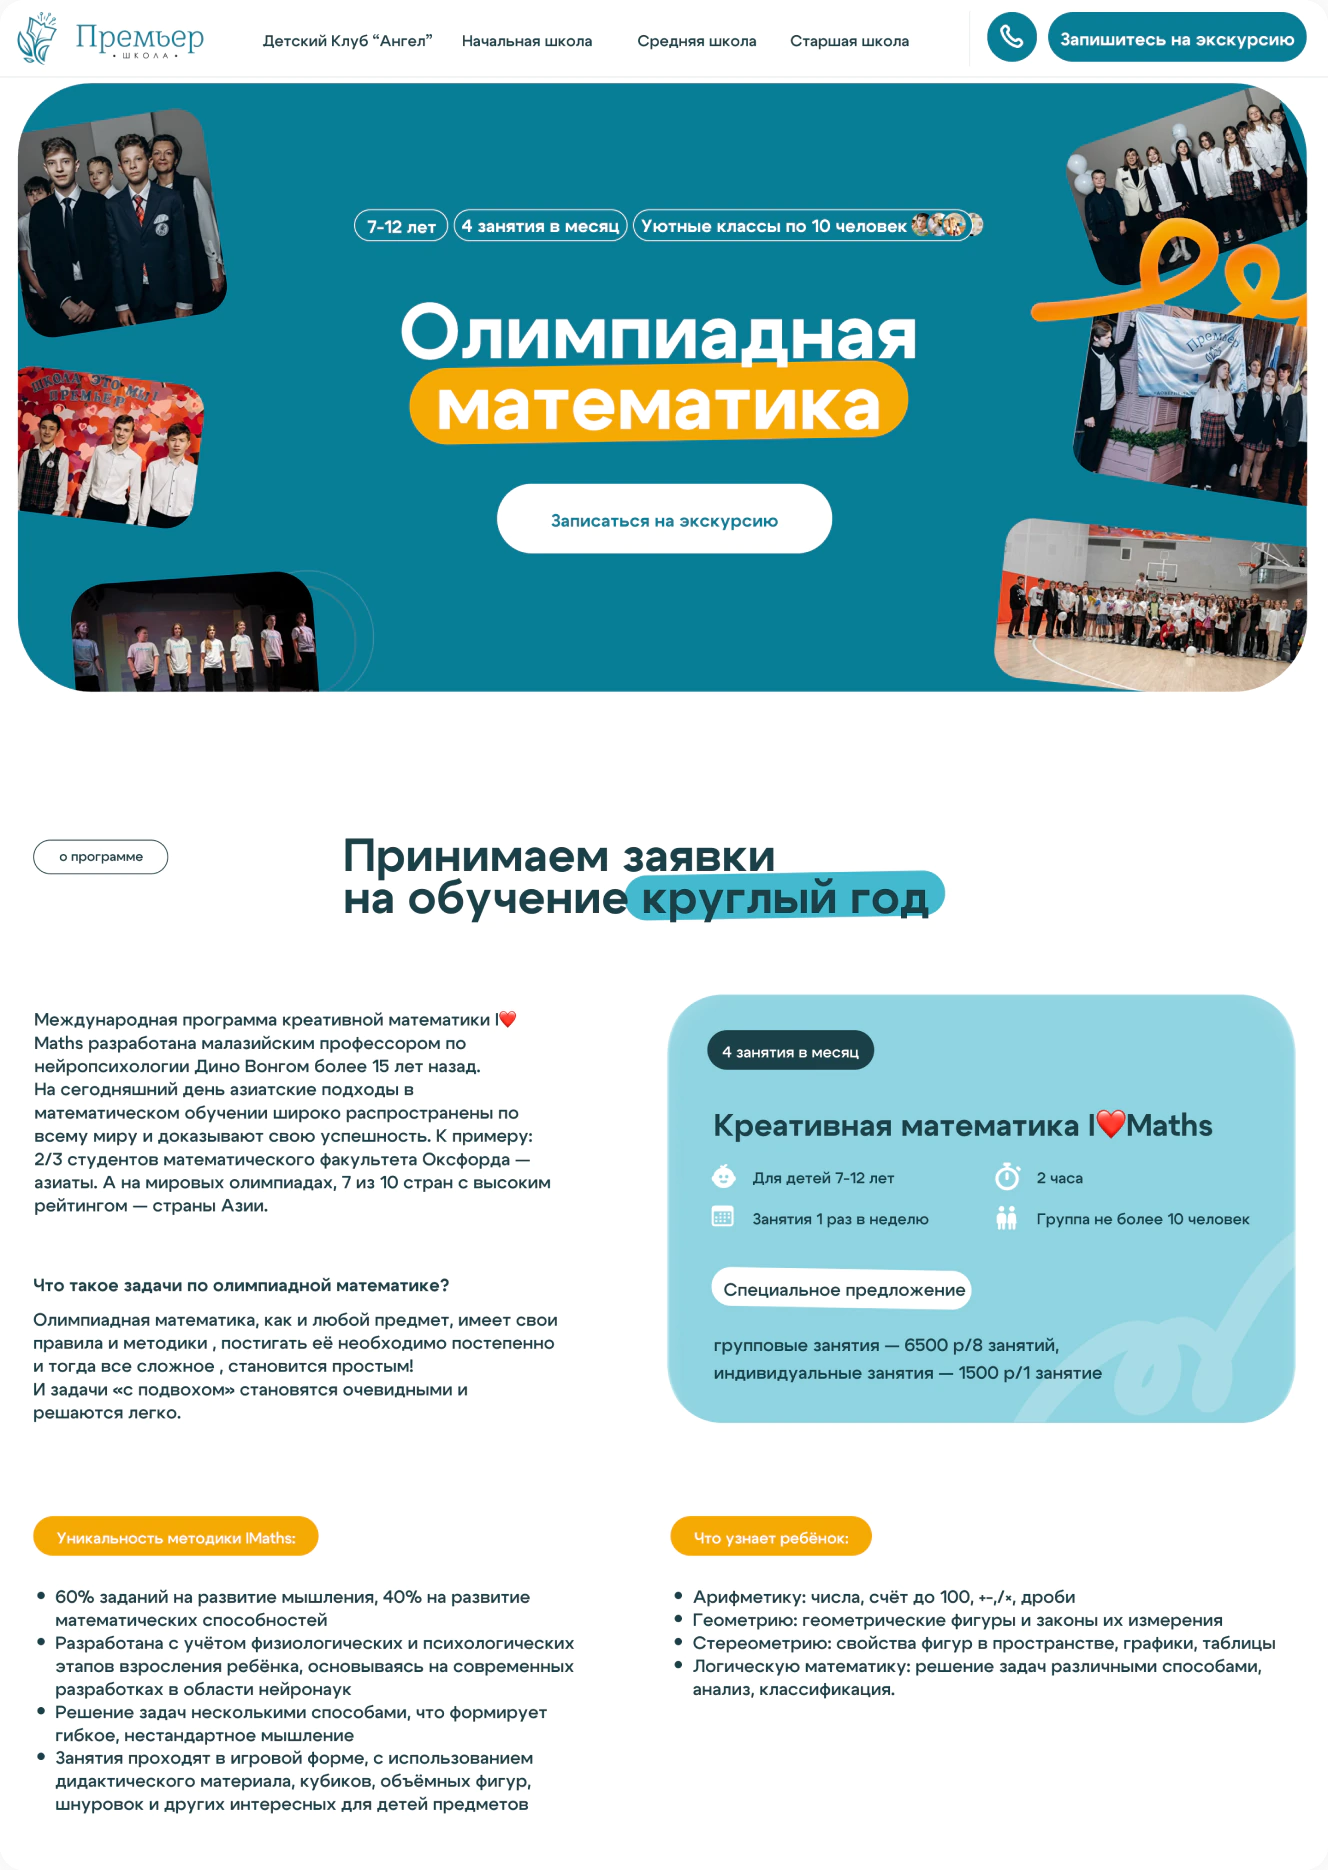 Премьер
• ШКОЛА •
Детский Клуб “Ангел”
Начальная школа
Средняя школа
Старшая школа
Запишитесь на экскурсию
7-12 лет
4 занятия в месяц
Уютные классы по 10 человек
Олимпиадная
математика
Записаться на экскурсию
ШКОЛА ЭТО МЫ!
ПРЕМЬЕР
Премьер
о программе
Принимаем заявки
на обучение круглый год
Международная программа креативной математики I❤️
Maths разработана малазийским профессором по
нейропсихологии Дино Вонгом более 15 лет назад.
На сегодняшний день азиатские подходы в
математическом обучении широко распространены по
всему миру и доказывают свою успешность. К примеру:
2/3 студентов математического факультета Оксфорда —
азиаты. А на мировых олимпиадах, 7 из 10 стран с высоким
рейтингом — страны Азии.
Что такое задачи по олимпиадной математике?
Олимпиадная математика, как и любой предмет, имеет свои
правила и методики , постигать её необходимо постепенно
и тогда все сложное , становится простым!
И задачи «с подвохом» становятся очевидными и
решаются легко.
4 занятия в месяц
Креативная математика I❤️Maths
Для детей 7-12 лет
2 часа
Занятия 1 раз в неделю
Группа не более 10 человек
Специальное предложение
групповые занятия — 6500 р/8 занятий,
индивидуальные занятия — 1500 р/1 занятие
Уникальность методики IMaths:
• 60% заданий на развитие мышления, 40% на развитие
математических способностей
• Разработана с учётом физиологических и психологических
этапов взросления ребёнка, основываясь на современных
разработках в области нейронаук
• Решение задач несколькими способами, что формирует
гибкое, нестандартное мышление
• Занятия проходят в игровой форме, с использованием
дидактического материала, кубиков, объёмных фигур,
шнуровок и других интересных для детей предметов
Что узнает ребёнок:
• Арифметику: числа, счёт до 100, +-,/×, дроби
• Геометрию: геометрические фигуры и законы их измерения
• Стереометрию: свойства фигур в пространстве, графики, таблицы
• Логическую математику: решение задач различными способами,
анализ, классификация.